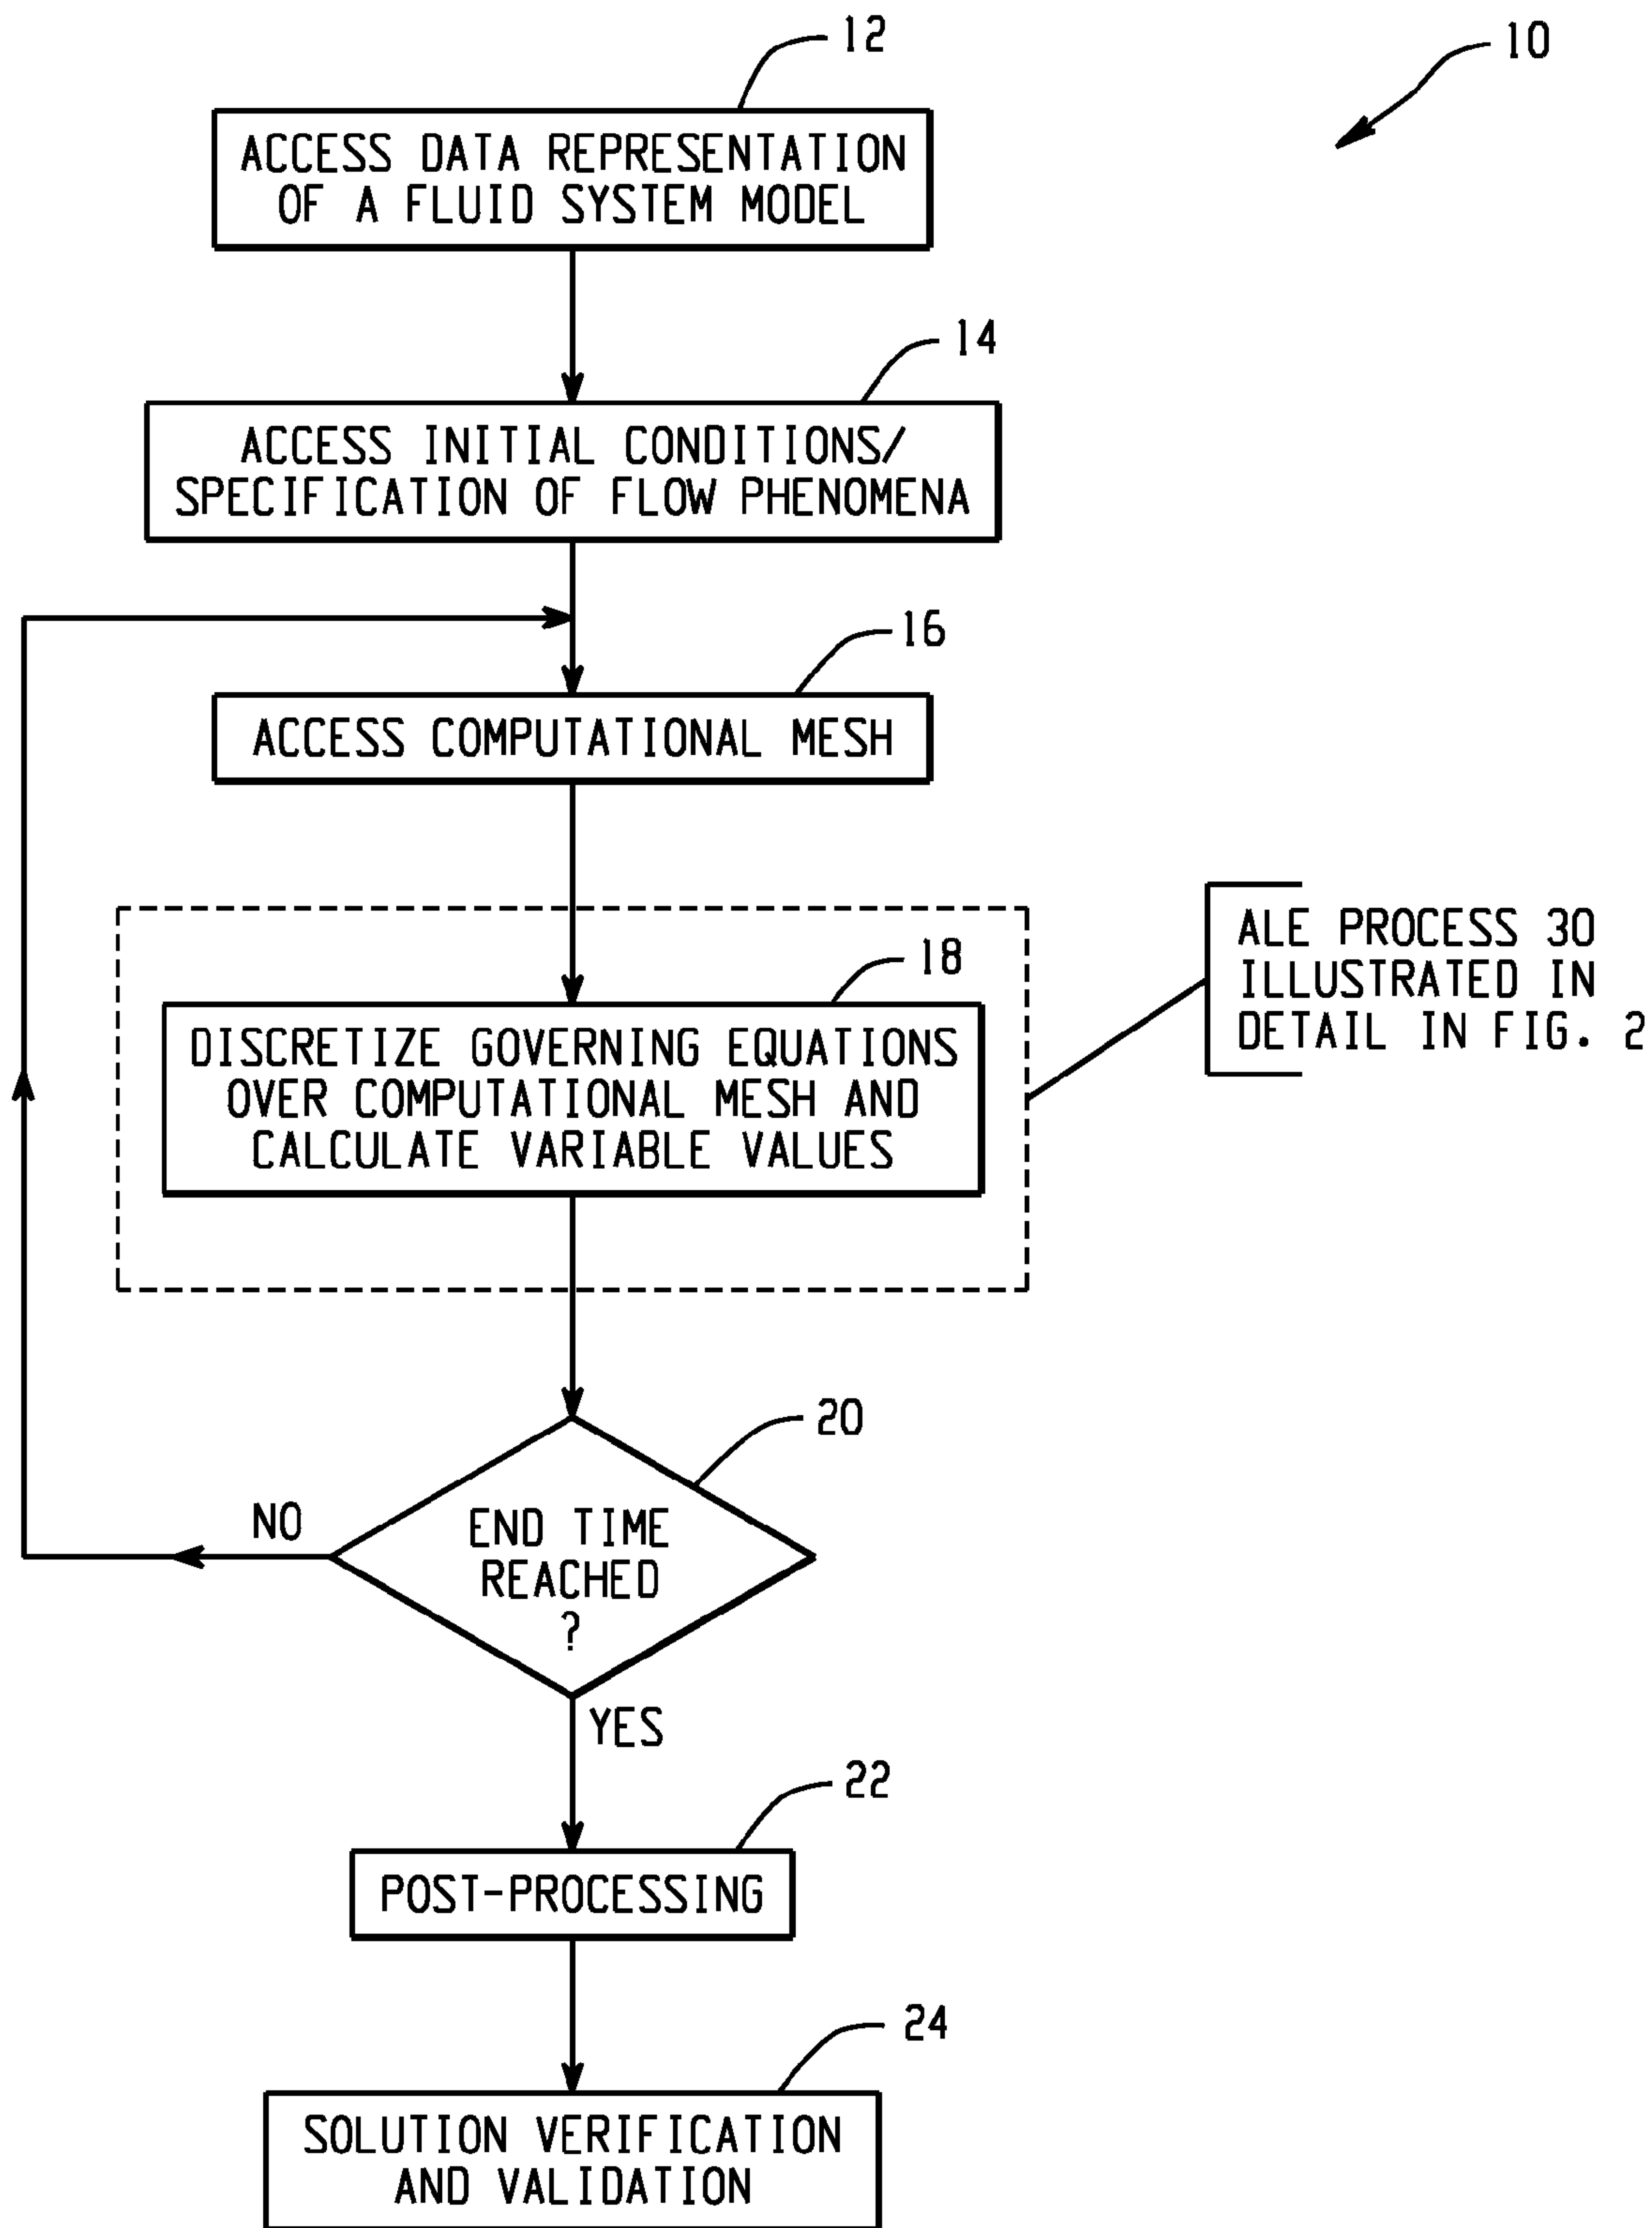 12
10
ACCESS DATA REPRESENTATION
OF A FLUID SYSTEM MODEL
14
ACCESS INITIAL CONDITIONS/
SPECIFICATION OF FLOW PHENOMENA
16
ACCESS COMPUTATIONAL MESH
ALE PROCESS 30
ILLUSTRATED IN
DETAIL IN FIG. 2
18
DISCRETIZE GOVERNING EQUATIONS
OVER COMPUTATIONAL MESH AND
CALCULATE VARIABLE VALUES
20
NO
END TIME
REACHED
?
YES
22
POST-PROCESSING
24
SOLUTION VERIFICATION
AND VALIDATION